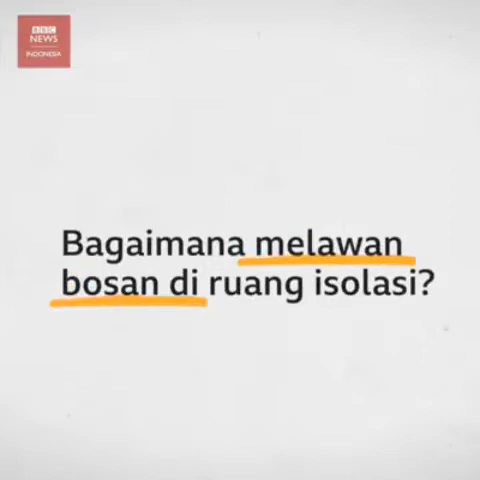 BBC
NEWS
INDONESIA
Bagaimana melawan
bosan di ruang isolasi?